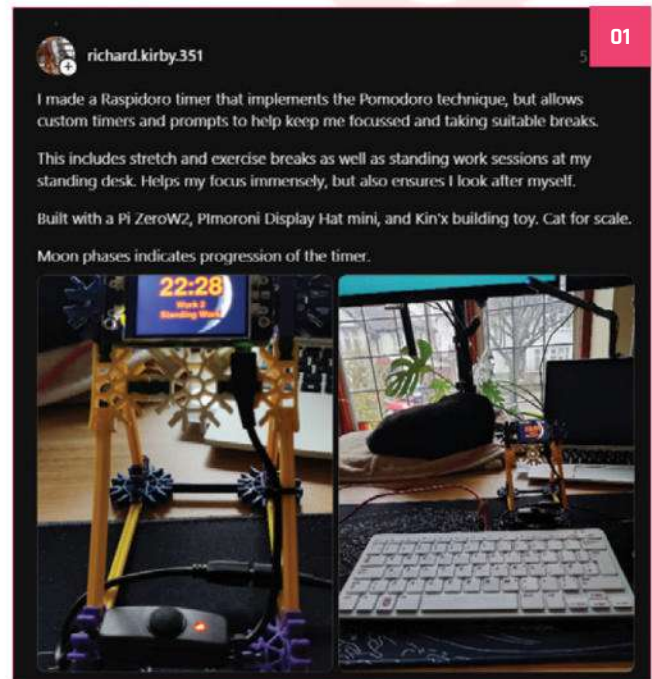 01
richard.kirby.351
5
I made a Raspidoro timer that implements the Pomodoro technique, but allows
custom timers and prompts to help keep me focussed and taking suitable breaks.
This includes stretch and exercise breaks as well as standing work sessions at my
standing desk. Helps my focus immensely, but also ensures I look after myself.
Built with a Pi ZeroW2, PImoroni Display Hat mini, and Kin'x building toy. Cat for scale.
Moon phases indicates progression of the timer.
22:28
Work 2
Standing Work